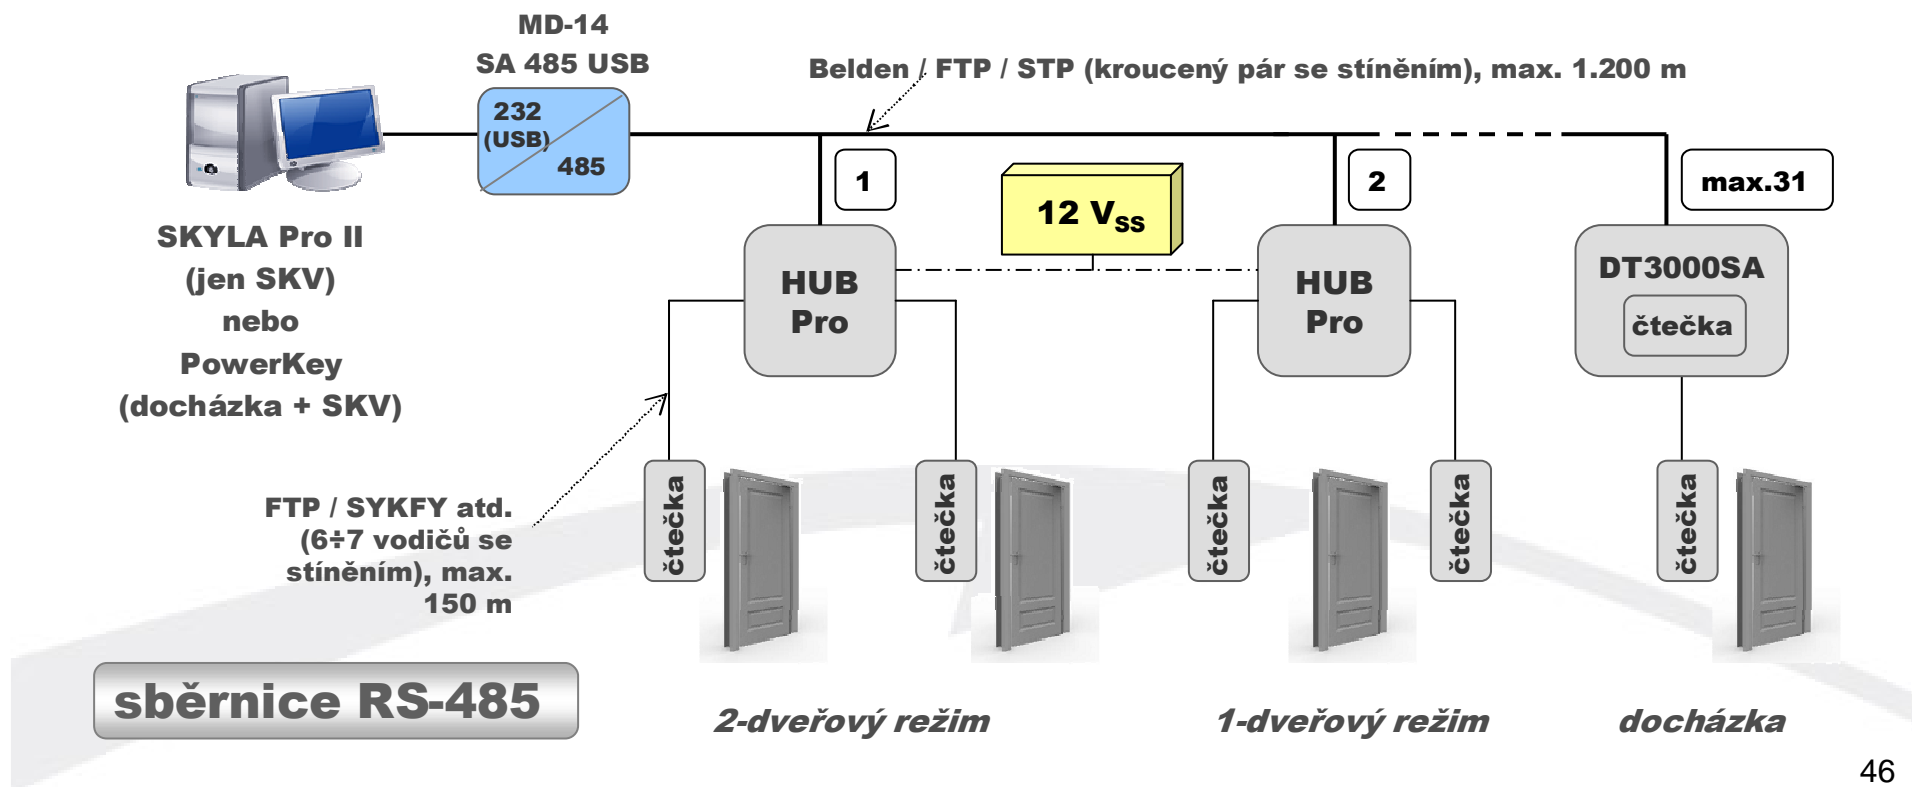 MD-14
SA 485 USB
Belden / FTP / STP (kroucený pár se stíněním), max. 1.200 m
232
(USB)
485
1
2
max.31
12 VSS
SKYLA Pro II
(jen SKV)
nebo
PowerKey
(docházka + SKV)
HUB
Pro
HUB
Pro
DT3000SA
čtečka
čtečka
čtečka
čtečka
čtečka
čtečka
FTP / SYKFY atd.
(6÷7 vodičů se
stíněním), max.
150 m
sběrnice RS-485
2-dveřový režim
1-dveřový režim
docházka
46